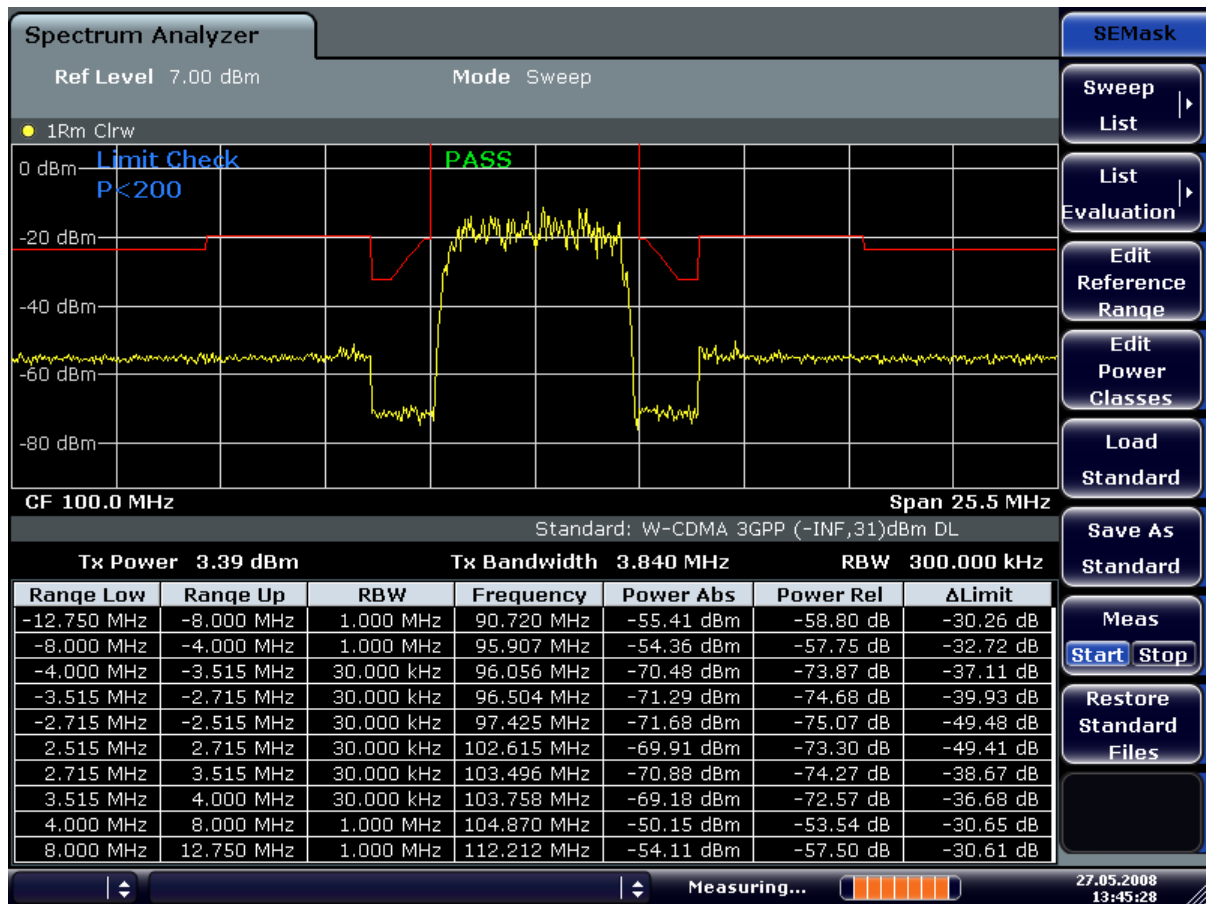 Spectrum Analyzer
Ref Level 7.00 dBm Mode Sweep
1Rm Clrw
Limit Check PASS
P<200
0 dBm
-20 dBm
-40 dBm
-60 dBm
-80 dBm
CF 100.0 MHz Span 25.5 MHz
Standard: W-CDMA 3GPP (-INF,31)dBm DL
Tx Power 3.39 dBm Tx Bandwidth 3.840 MHz RBW 300.000 kHz
Range Low Range Up RBW Frequency Power Abs Power Rel ΔLimit
-12.750 MHz -8.000 MHz 1.000 MHz 90.720 MHz -55.41 dBm -58.80 dB -30.26 dB
-8.000 MHz -4.000 MHz 1.000 MHz 95.907 MHz -54.36 dBm -57.75 dB -32.72 dB
-4.000 MHz -3.515 MHz 30.000 kHz 96.056 MHz -70.48 dBm -73.87 dB -37.11 dB
-3.515 MHz -2.715 MHz 30.000 kHz 96.504 MHz -71.29 dBm -74.68 dB -39.93 dB
-2.715 MHz -2.515 MHz 30.000 kHz 97.425 MHz -71.68 dBm -75.07 dB -49.48 dB
2.515 MHz 2.715 MHz 30.000 kHz 102.615 MHz -69.91 dBm -73.30 dB -49.41 dB
2.715 MHz 3.515 MHz 30.000 kHz 103.496 MHz -70.88 dBm -74.27 dB -38.67 dB
3.515 MHz 4.000 MHz 30.000 kHz 103.758 MHz -69.18 dBm -72.57 dB -36.68 dB
4.000 MHz 8.000 MHz 1.000 MHz 104.870 MHz -50.15 dBm -53.54 dB -30.65 dB
8.000 MHz 12.750 MHz 1.000 MHz 112.212 MHz -54.11 dBm -57.50 dB -30.61 dB
Measuring...
27.05.2008
13:45:28
SEMask
Sweep
List
List
Evaluation
Edit
Reference
Range
Edit
Power
Classes
Load
Standard
Save As
Standard
Meas
Start Stop
Restore
Standard
Files